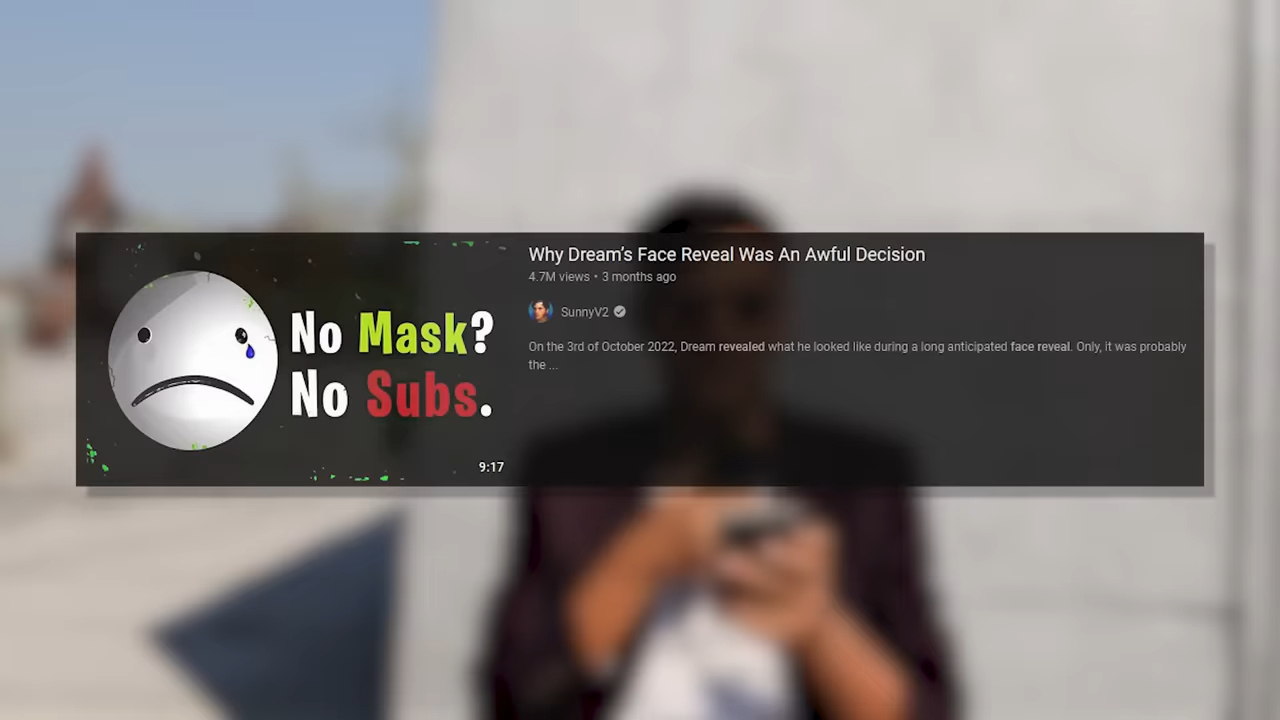 No Mask?
No Subs.
9:17
Why Dream's Face Reveal Was An Awful Decision
4.7M views • 3 months ago
SunnyV2
On the 3rd of October 2022, Dream revealed what he looked like during a long anticipated face reveal. Only, it was probably
the ...